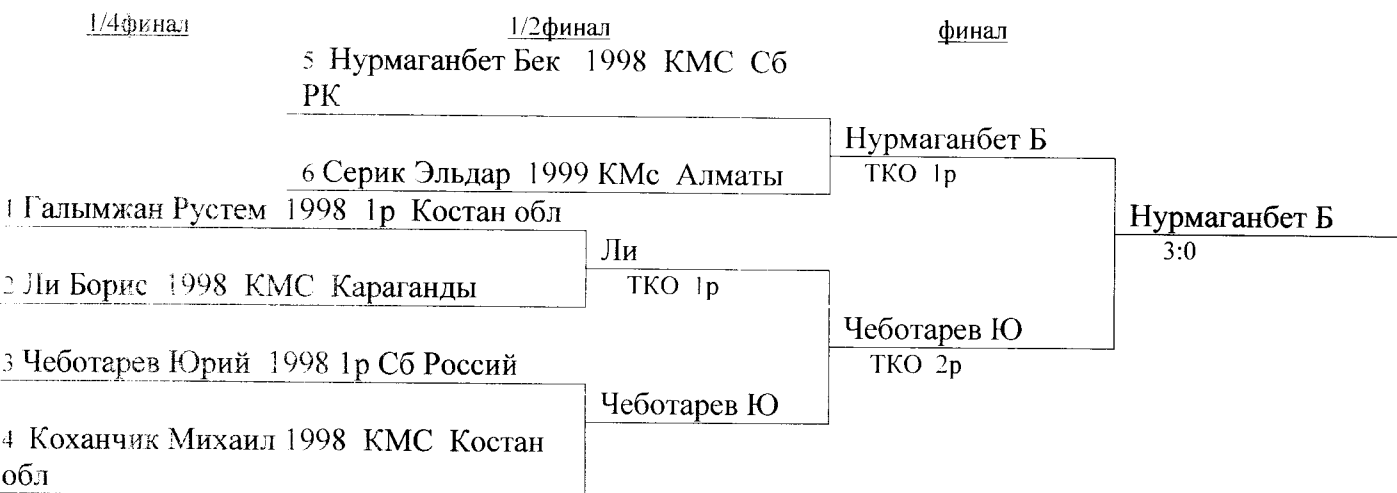 1/4финал
1/2финал
финал
5 Нурмаганбет Бек 1998 КМС Сб
РК
Нурмаганбет Б
6 Серик Эльдар 1999 КМс Алматы
ТКО 1р
1 Галымжан Рустем 1998 1р Костан обл
Нурмаганбет Б
Ли
3:0
2 Ли Борис 1998 КМС Караганды
ТКО 1р
Чеботарев Ю
3 Чеботарев Юрий 1998 1р Сб Россий
ТКО 2р
Чеботарев Ю
4 Коханчик Михаил 1998 КМС Костан
обл